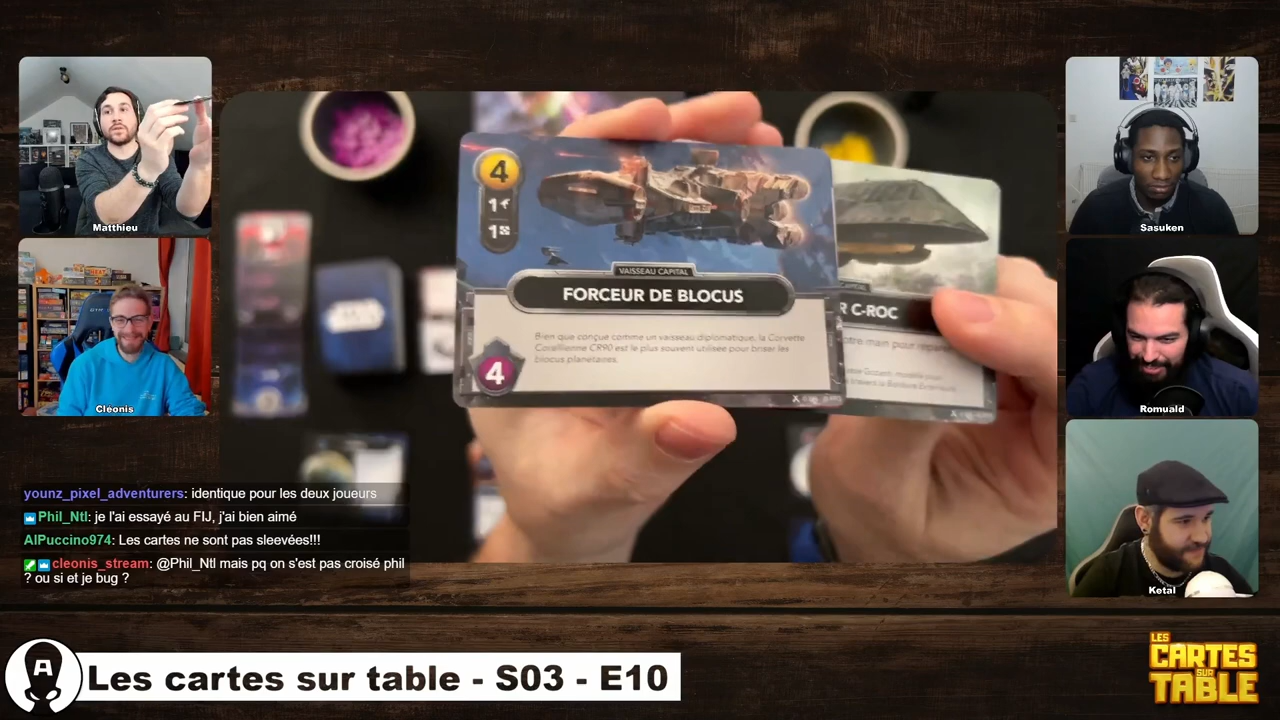 Matthieu
Cléonis
Sasuken
Romuald
Ketal
4
1
1
VAISSEAU CAPITAL
FORCEUR DE BLOCUS
Bien que conçue comme un vaisseau diplomatique, la Corvette
Corellienne CR90 est le plus souvent utilisée pour briser les
blocus planétaires.
4
R C-ROC
otre main pour
younz_pixel_adventurers: identique pour les deux joueurs
Phil_Ntl: je l'ai essayé au FIJ, j'ai bien aimé
AlPuccino974: Les cartes ne sont pas sleevées!!!
cleonis_stream: @Phil_Ntl mais pq on s'est pas croisé phil
? ou si et je bug ?
A
Les cartes sur table - S03 - E10
LES
CARTES
SUR
TABLE